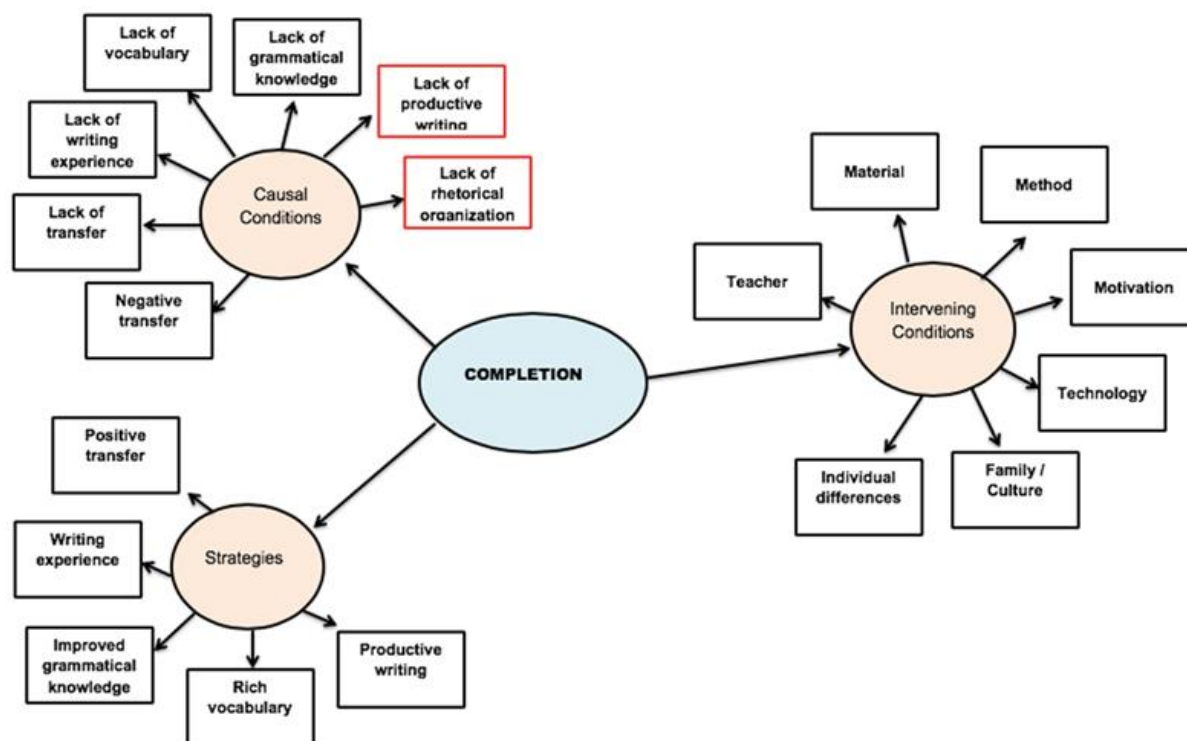 Lack of
vocabulary
Lack of
grammatical
knowledge
Lack of
productive
writing
Lack of
rhetorical
organization
Lack of
writing
experience
Lack of
transfer
Negative
transfer
Causal
Conditions
COMPLETION
Material
Method
Teacher
Motivation
Intervening
Conditions
Technology
Individual
differences
Family /
Culture
Positive
transfer
Writing
experience
Strategies
Improved
grammatical
knowledge
Rich
vocabulary
Productive
writing